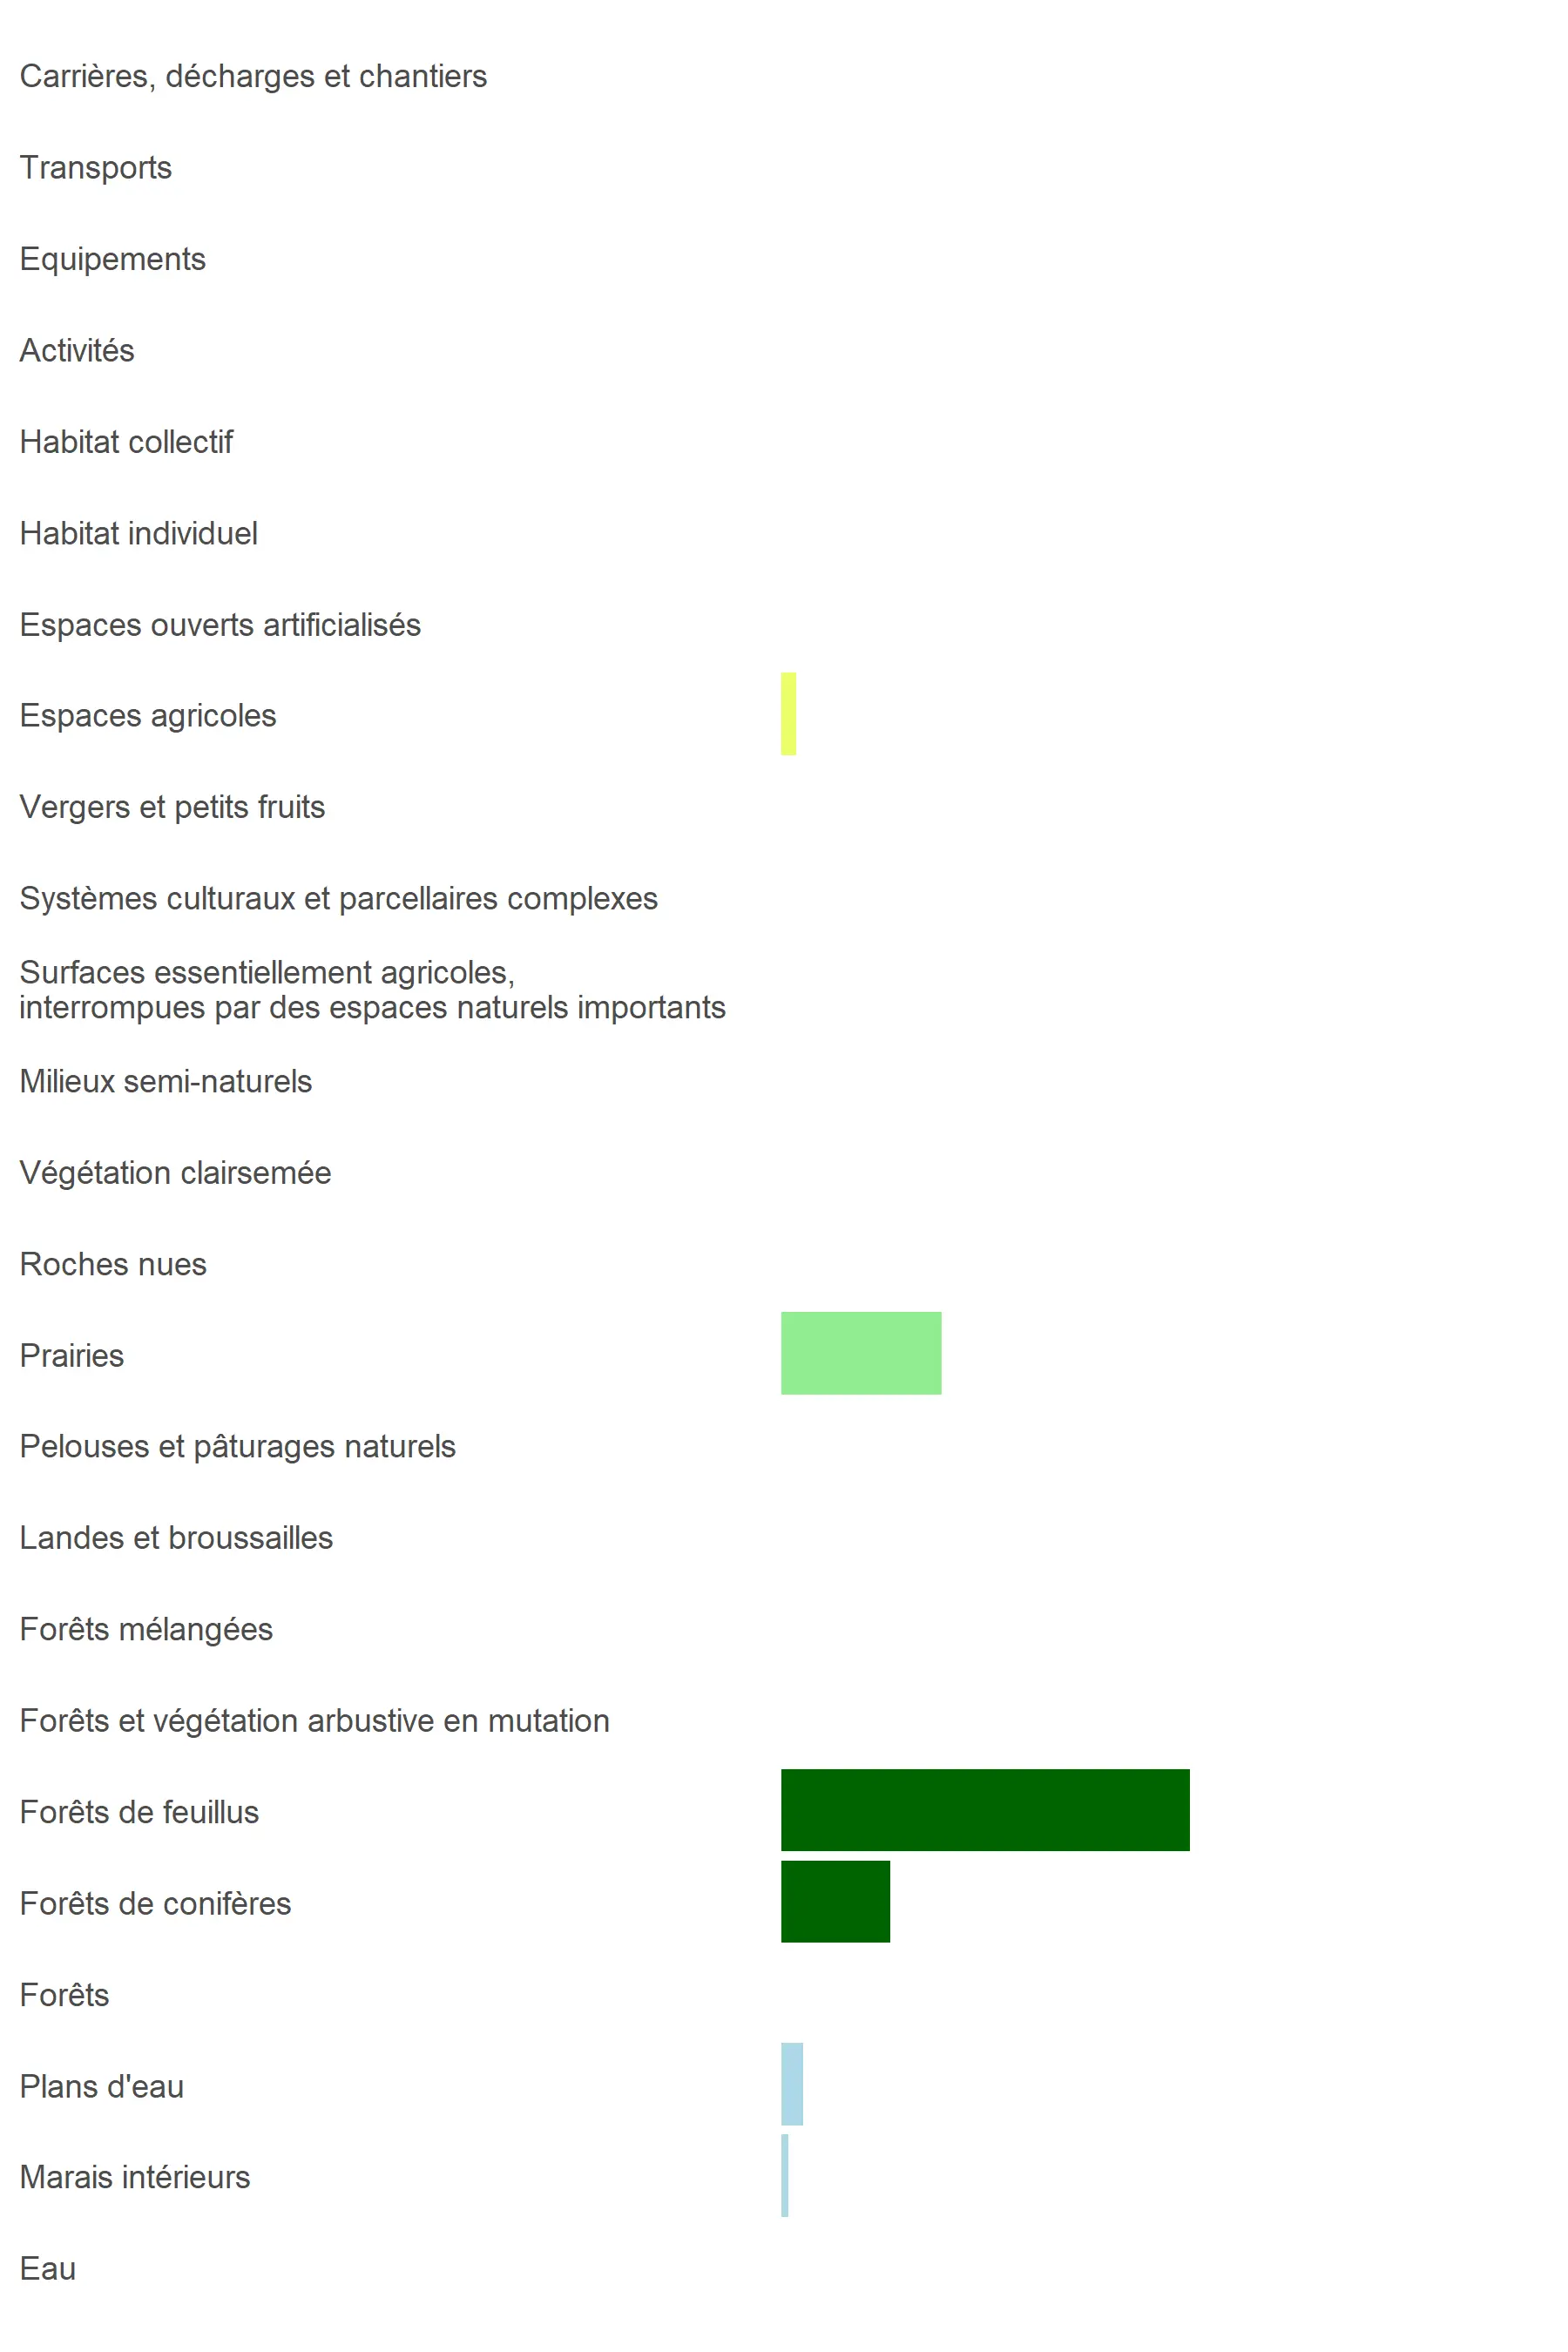 Carrières, décharges et chantiers
Transports
Equipements
Activités
Habitat collectif
Habitat individuel
Espaces ouverts artificialisés
Espaces agricoles
Vergers et petits fruits
Systèmes culturaux et parcellaires complexes
Surfaces essentiellement agricoles,
interrompues par des espaces naturels importants
Milieux semi-naturels
Végétation clairsemée
Roches nues
Prairies
Pelouses et pâturages naturels
Landes et broussailles
Forêts mélangées
Forêts et végétation arbustive en mutation
Forêts de feuillus
Forêts de conifères
Forêts
Plans d'eau
Marais intérieurs
Eau